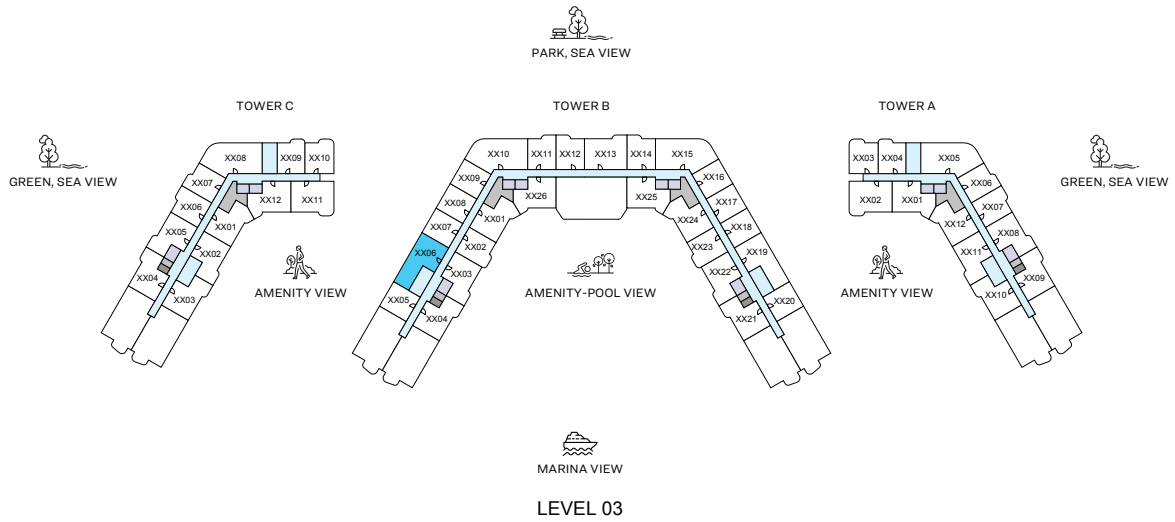 PARK, SEA VIEW
TOWER C
TOWER B
TOWER A
GREEN, SEA VIEW
GREEN, SEA VIEW
XX08
XX09
XX10
XX07
XX12
XX11
XX06
XX01
XX05
XX02
XX04
XX03
XX10
XX11
XX12
XX13
XX14
XX15
XX09
XX26
XX25
XX16
XX08
XX01
XX24
XX17
XX07
XX02
XX23
XX18
XX06
XX03
XX22
XX19
XX05
XX04
XX21
XX20
XX03
XX04
XX05
XX02
XX01
XX06
XX12
XX07
XX11
XX08
XX10
XX09
AMENITY VIEW
AMENITY-POOL VIEW
AMENITY VIEW
MARINA VIEW
LEVEL 03